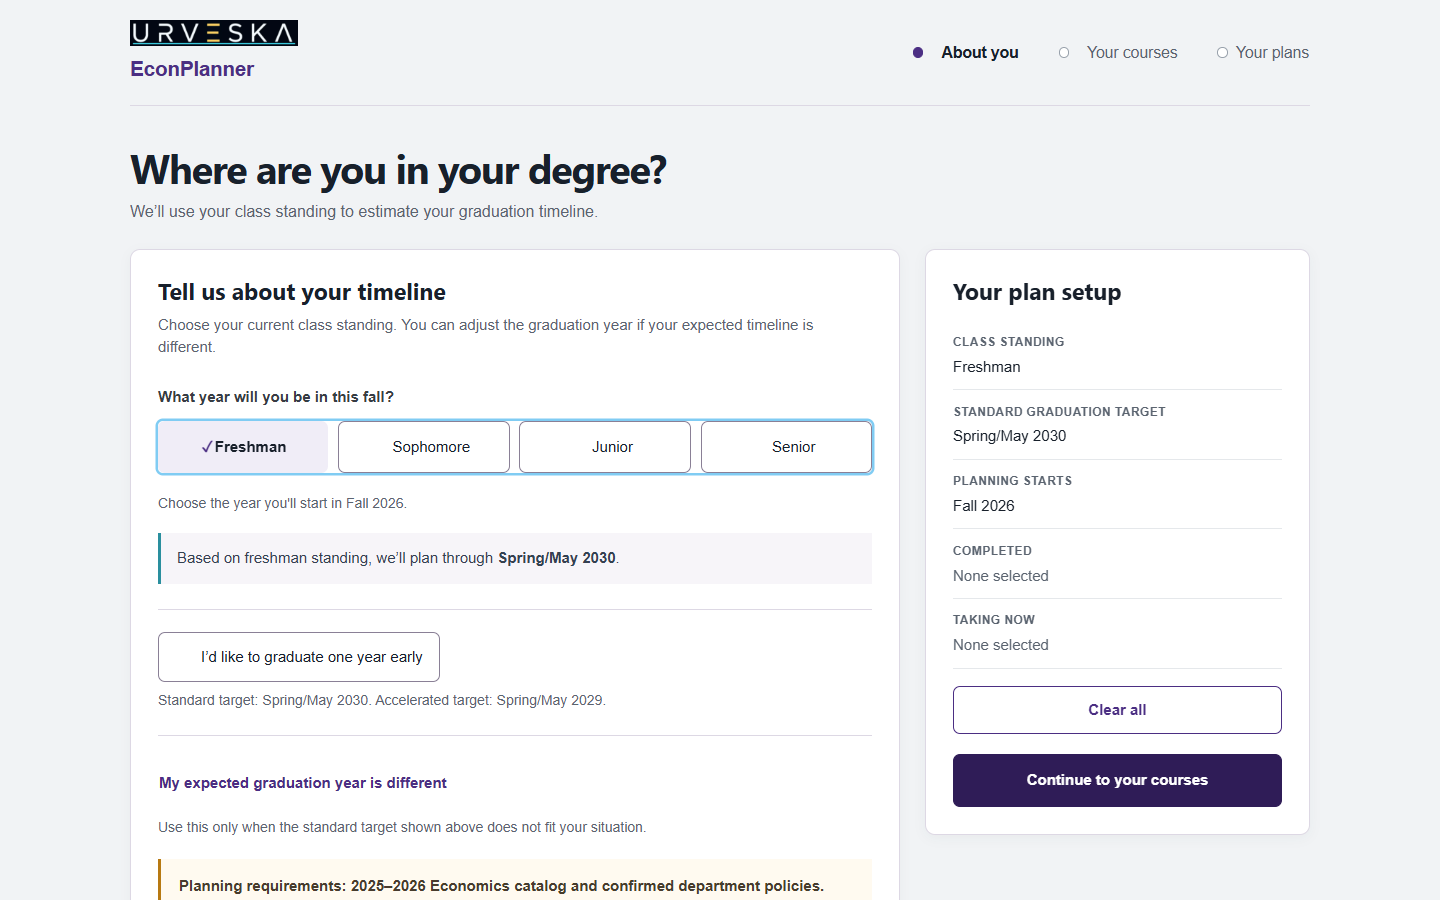 URVESKA
EconPlanner
About you
Your courses
Your plans
Where are you in your degree?
We’ll use your class standing to estimate your graduation timeline.
Tell us about your timeline
Choose your current class standing. You can adjust the graduation year if your expected timeline is
different.
What year will you be in this fall?
✓Freshman
Sophomore
Junior
Senior
Choose the year you'll start in Fall 2026.
Based on freshman standing, we’ll plan through Spring/May 2030.
I’d like to graduate one year early
Standard target: Spring/May 2030. Accelerated target: Spring/May 2029.
My expected graduation year is different
Use this only when the standard target shown above does not fit your situation.
Planning requirements: 2025–2026 Economics catalog and confirmed department policies.
Your plan setup
CLASS STANDING
Freshman
STANDARD GRADUATION TARGET
Spring/May 2030
PLANNING STARTS
Fall 2026
COMPLETED
None selected
TAKING NOW
None selected
Clear all
Continue to your courses